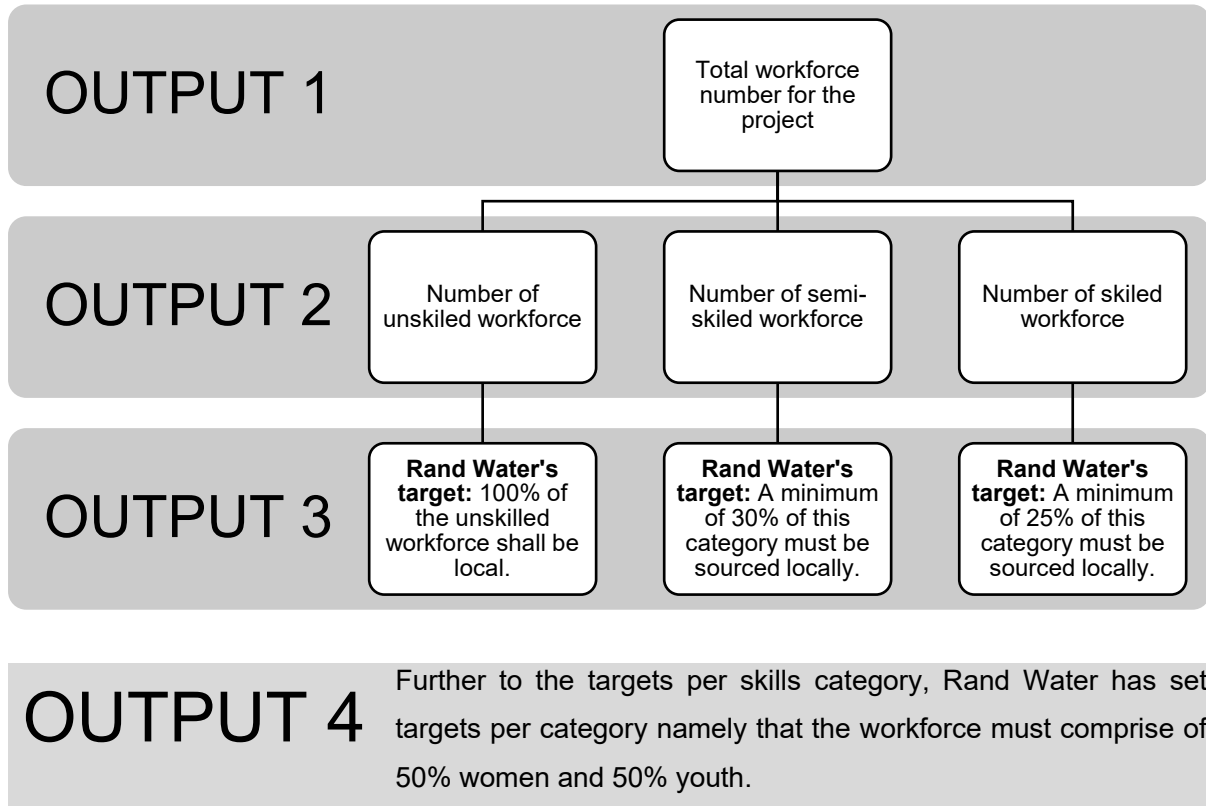 OUTPUT 1
Total workforce
number for the
project
OUTPUT 2
Number of
unskiled workforce
Number of semi-
skiled workforce
Number of skiled
workforce
OUTPUT 3
Rand Water's
target: 100% of
the unskilled
workforce shall be
local.
Rand Water's
target: A minimum
of 30% of this
category must be
sourced locally.
Rand Water's
target: A minimum
of 25% of this
category must be
sourced locally.
OUTPUT 4
Further to the targets per skills category, Rand Water has set
targets per category namely that the workforce must comprise of
50% women and 50% youth.